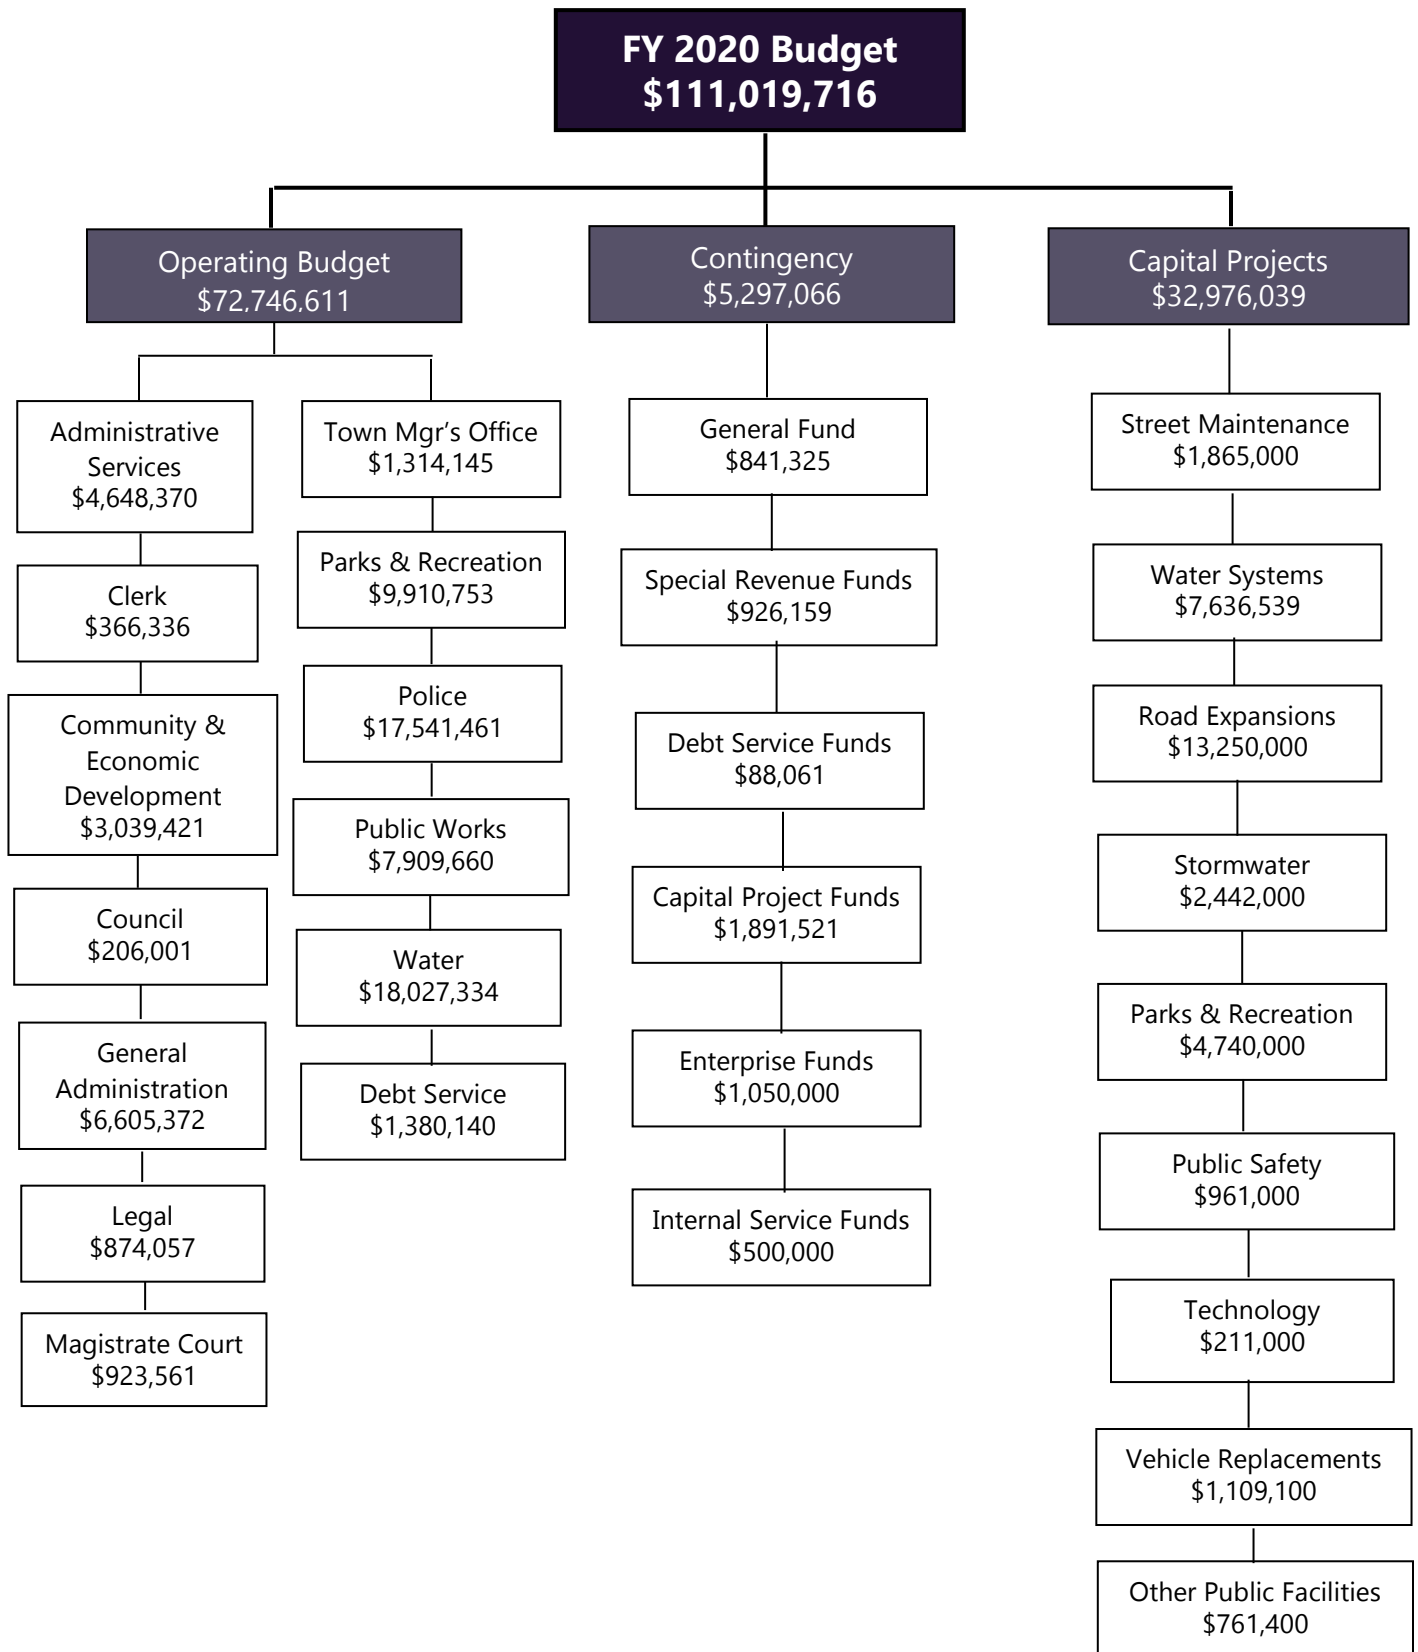 FY 2020 Budget
$111,019,716
Operating Budget
$72,746,611
Administrative
Services
$4,648,370
Clerk
$366,336
Community &
Economic
Development
$3,039,421
Council
$206,001
General
Administration
$6,605,372
Legal
$874,057
Magistrate Court
$923,561
Town Mgr’s Office
$1,314,145
Parks & Recreation
$9,910,753
Police
$17,541,461
Public Works
$7,909,660
Water
$18,027,334
Debt Service
$1,380,140
Contingency
$5,297,066
General Fund
$841,325
Special Revenue Funds
$926,159
Debt Service Funds
$88,061
Capital Project Funds
$1,891,521
Enterprise Funds
$1,050,000
Internal Service Funds
$500,000
Capital Projects
$32,976,039
Street Maintenance
$1,865,000
Water Systems
$7,636,539
Road Expansions
$13,250,000
Stormwater
$2,442,000
Parks & Recreation
$4,740,000
Public Safety
$961,000
Technology
$211,000
Vehicle Replacements
$1,109,100
Other Public Facilities
$761,400